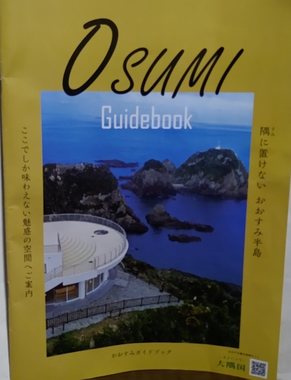 OSUMI
Guidebook
隅に置けない おおすみ半島
ここでしか味わえない魅惑の空間へご案内
おおすみガイドブック
大隅国